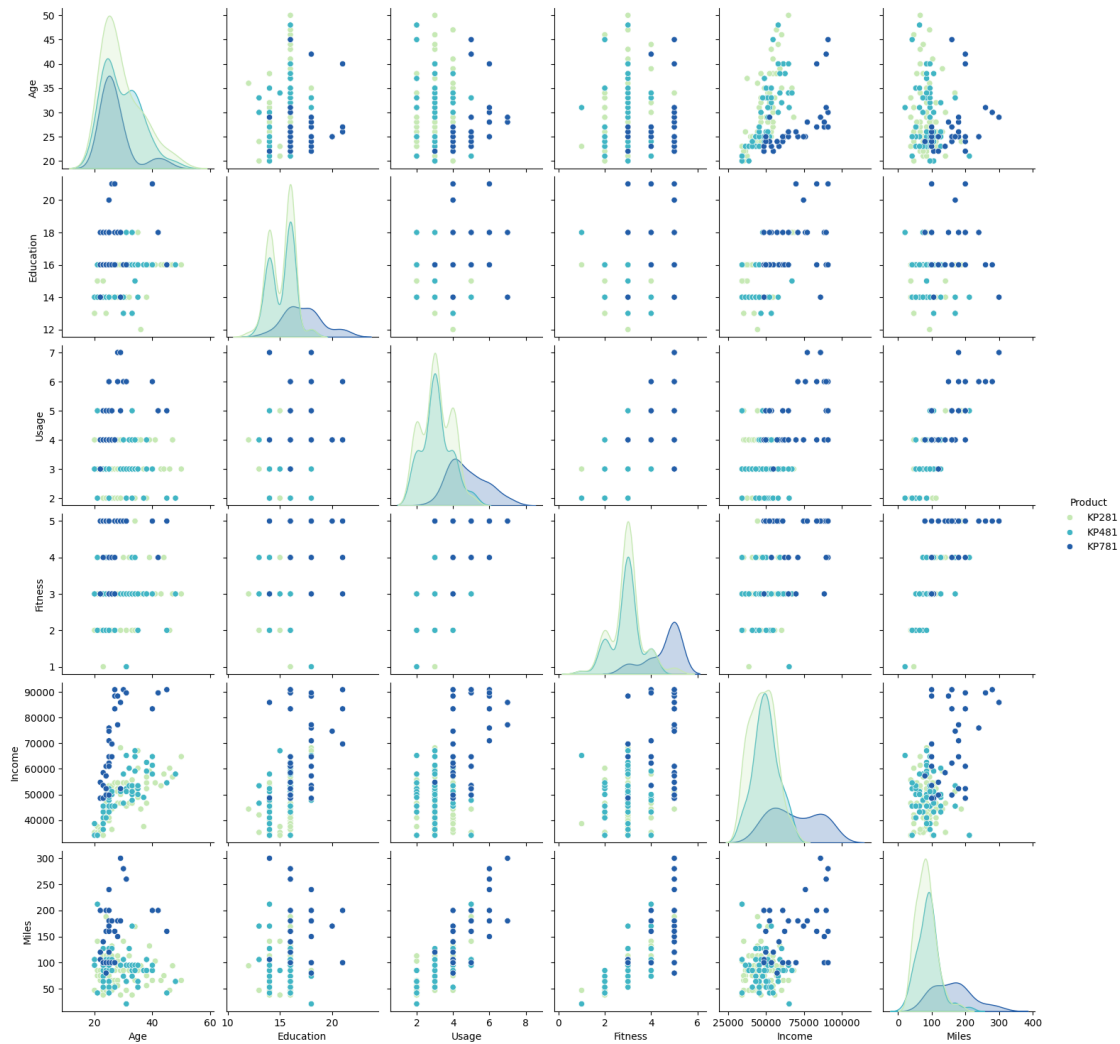 50
45
40
35
30
25
20
Age
20
18
16
14
12
Education
7
6
5
4
3
2
Usage
5
4
3
2
1
Fitness
90000
80000
70000
60000
50000
40000
Income
300
250
200
150
100
50
Miles
20 40 60
Age
10 15 20
Education
2 4 6 8
Usage
0 2 4 6
Fitness
25000 50000 75000 100000
Income
0 100 200 300 400
Miles
Product
KP281
KP481
KP781